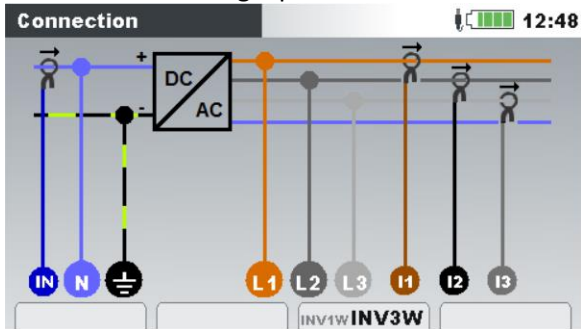 Connection 12:48
+
DC
-
AC
IN N L1 L2 L3 I1 I2 I3
INV1W INV3W